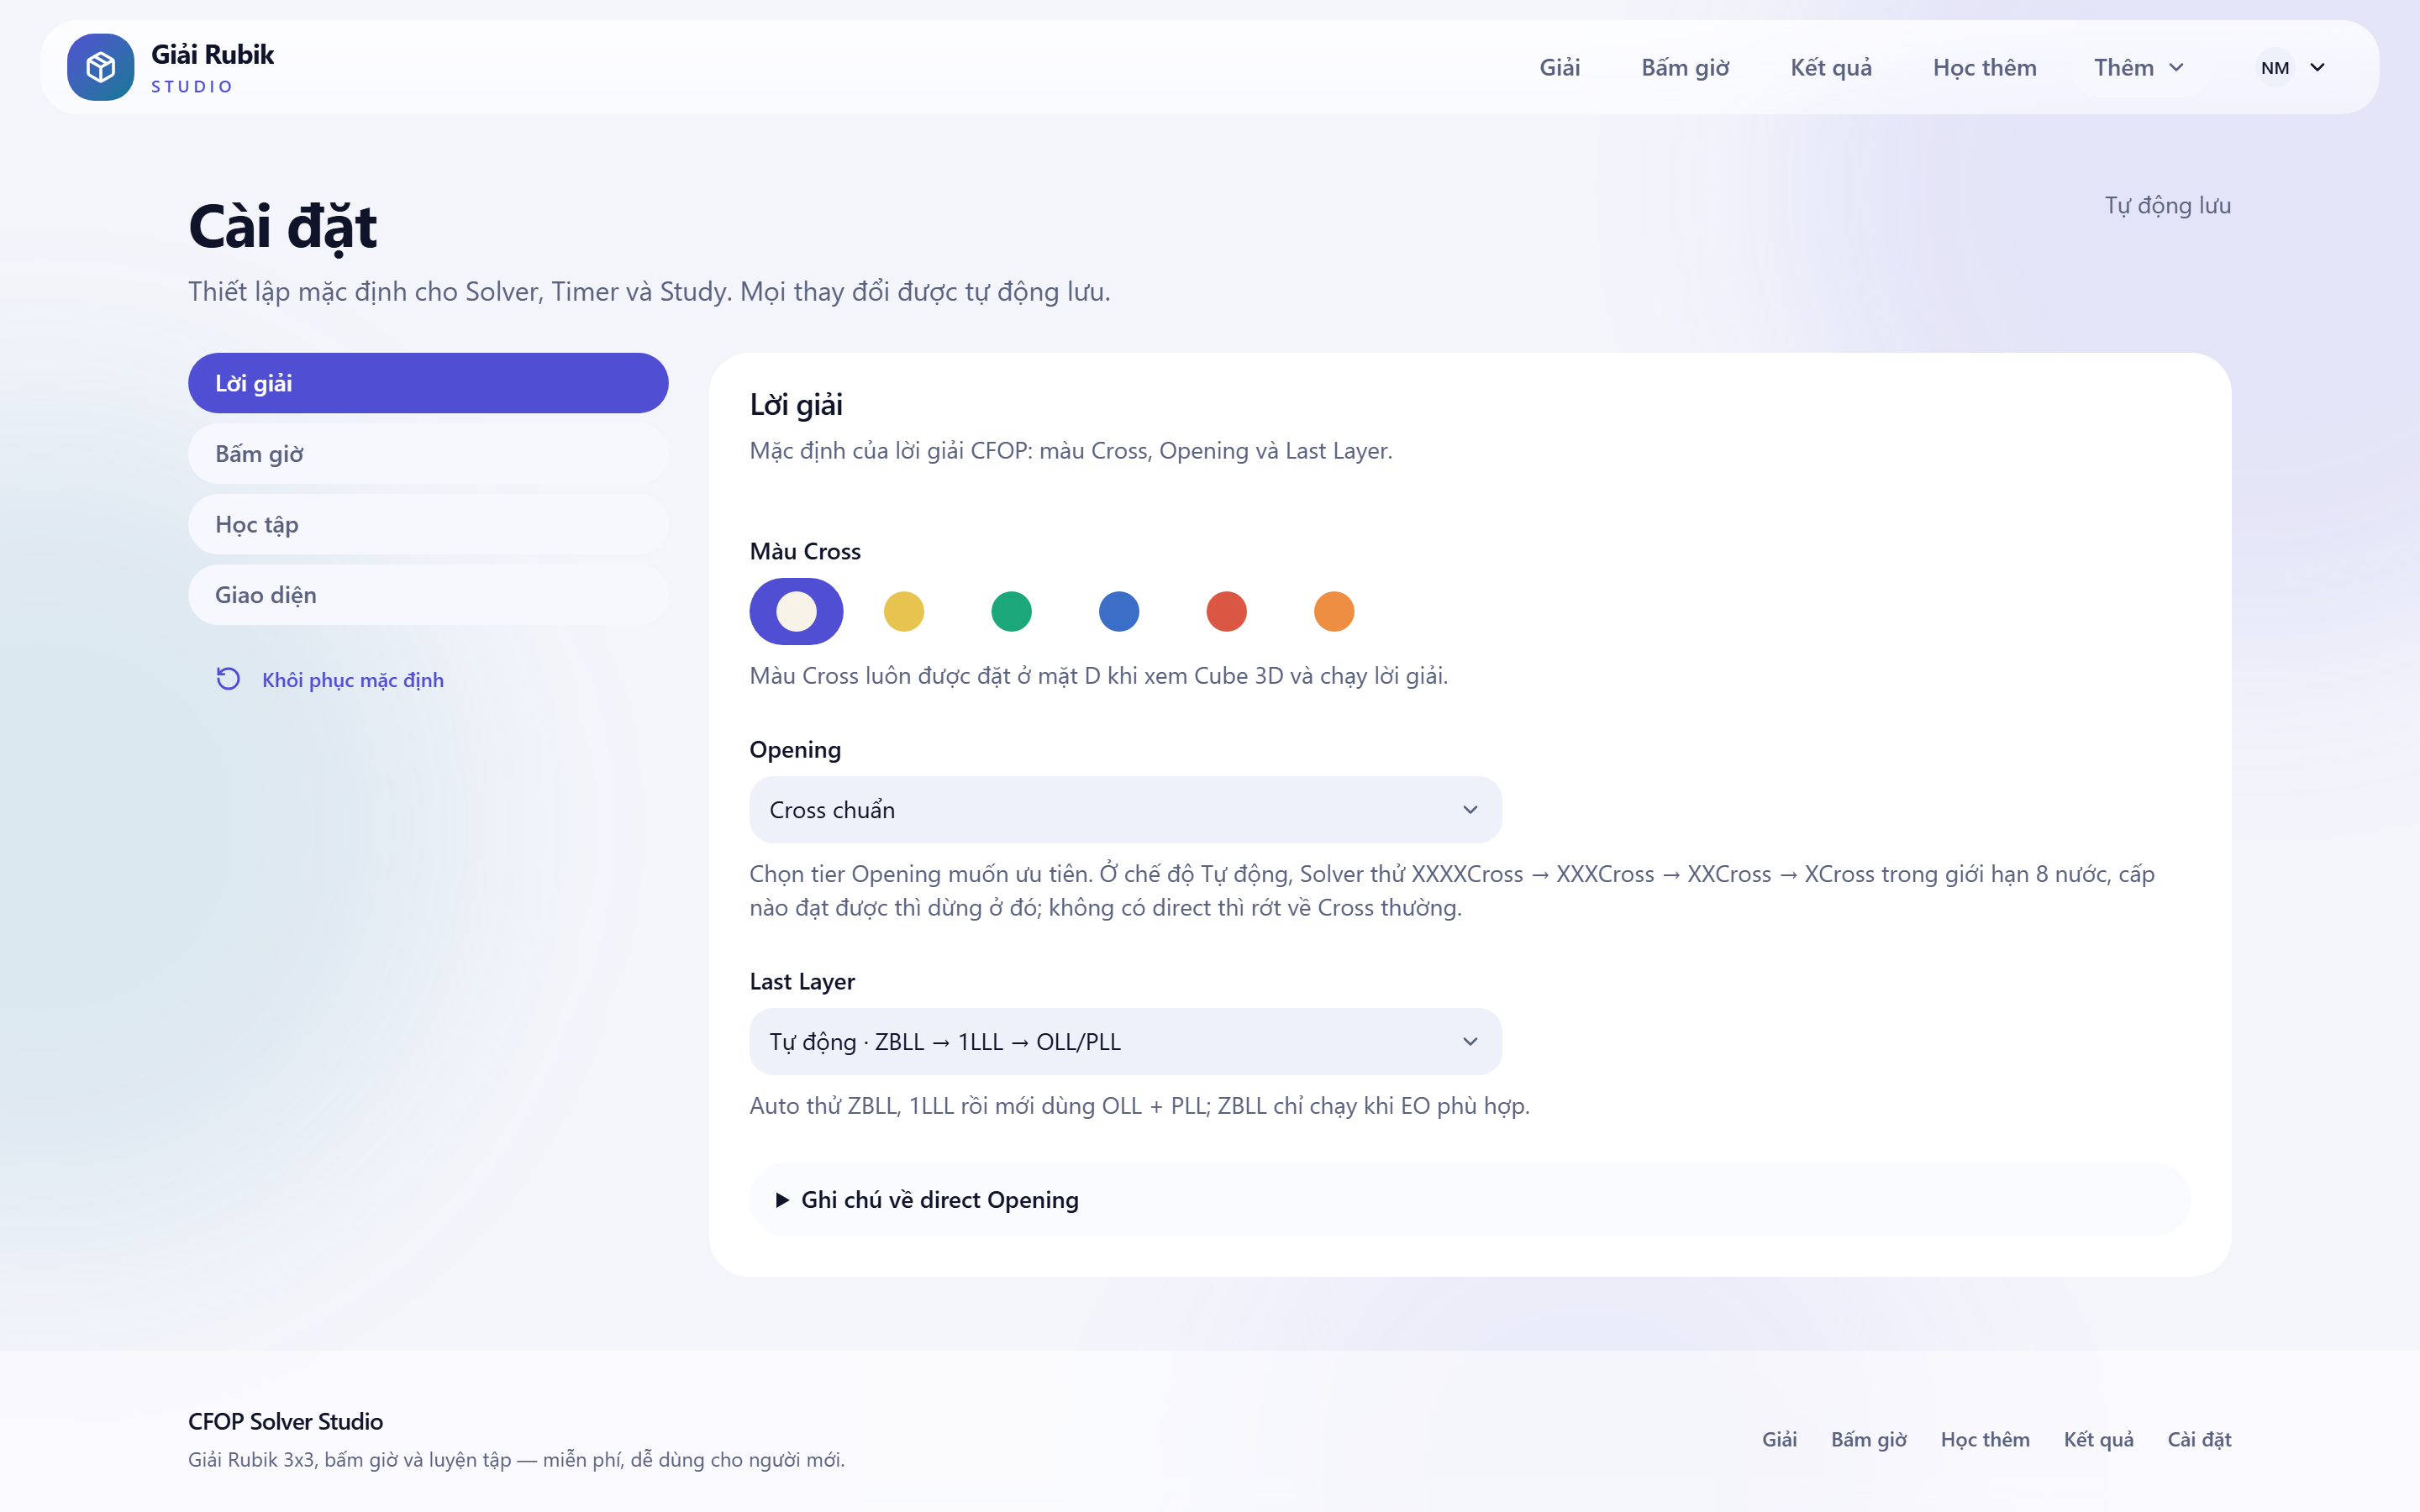 Giải Rubik
STUDIO
Giải
Bấm giờ
Kết quả
Học thêm
Thêm
NM
Cài đặt
Tự động lưu
Thiết lập mặc định cho Solver, Timer và Study. Mọi thay đổi được tự động lưu.
Lời giải
Bấm giờ
Học tập
Giao diện
Khôi phục mặc định
Lời giải
Mặc định của lời giải CFOP: màu Cross, Opening và Last Layer.
Màu Cross
Màu Cross luôn được đặt ở mặt D khi xem Cube 3D và chạy lời giải.
Opening
Cross chuẩn
Chọn tier Opening muốn ưu tiên. Ở chế độ Tự động, Solver thử XXXXCross → XXXCross → XXCross → XCross trong giới hạn 8 nước, cấp
nào đạt được thì dừng ở đó; không có direct thì rớt về Cross thường.
Last Layer
Tự động · ZBLL → 1LLL → OLL/PLL
Auto thử ZBLL, 1LLL rồi mới dùng OLL + PLL; ZBLL chỉ chạy khi EO phù hợp.
Ghi chú về direct Opening
CFOP Solver Studio
Giải Rubik 3x3, bấm giờ và luyện tập — miễn phí, dễ dùng cho người mới.
Giải
Bấm giờ
Học thêm
Kết quả
Cài đặt